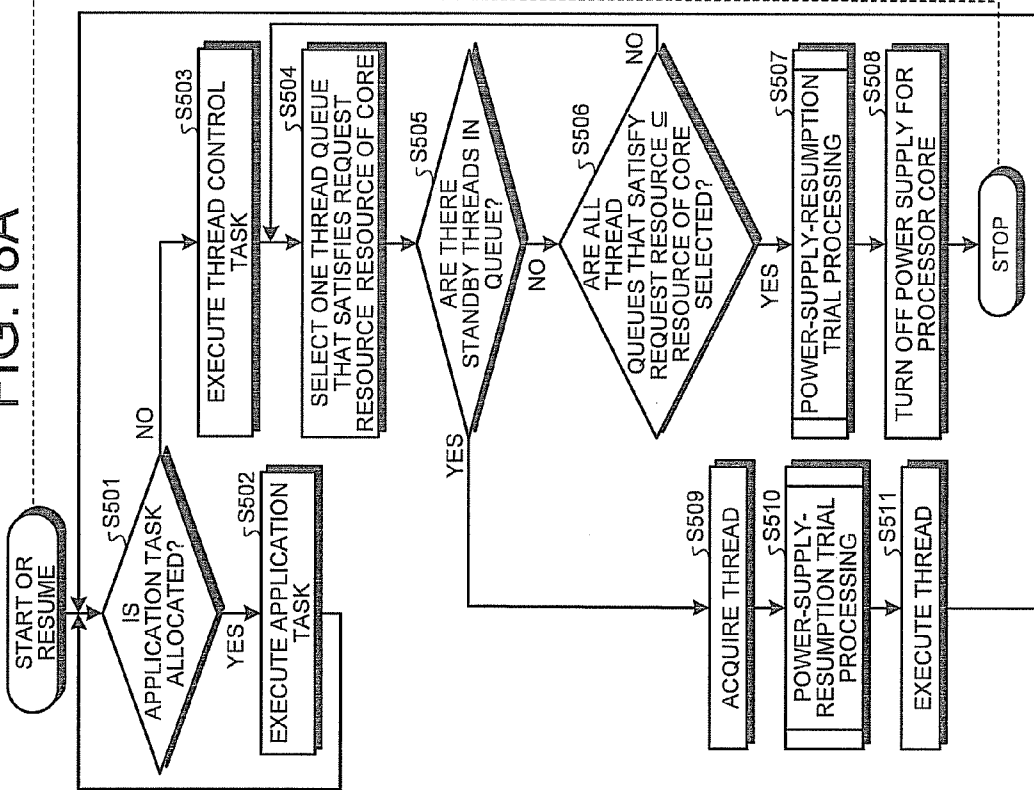 FIG.18A
START OR
RESUME
S501
IS
APPLICATION TASK
ALLOCATED?
NO
YES
S502
EXECUTE APPLICATION
TASK
S503
EXECUTE THREAD CONTROL
TASK
S504
SELECT ONE THREAD QUEUE
THAT SATISFIES REQUEST
RESOURCE RESOURCE OF CORE
S505
ARE THERE
STANDBY THREADS IN
QUEUE?
YES
NO
S506
ARE ALL
THREAD
QUEUES THAT SATISFY
REQUEST RESOURCE ⊆
RESOURCE OF CORE
SELECTED?
NO
YES
S507
POWER-SUPPLY-RESUMPTION
TRIAL PROCESSING
S508
TURN OFF POWER SUPPLY FOR
PROCESSOR CORE
STOP
S509
ACQUIRE THREAD
S510
POWER-SUPPLY-
RESUMPTION TRIAL
PROCESSING
S511
EXECUTE THREAD